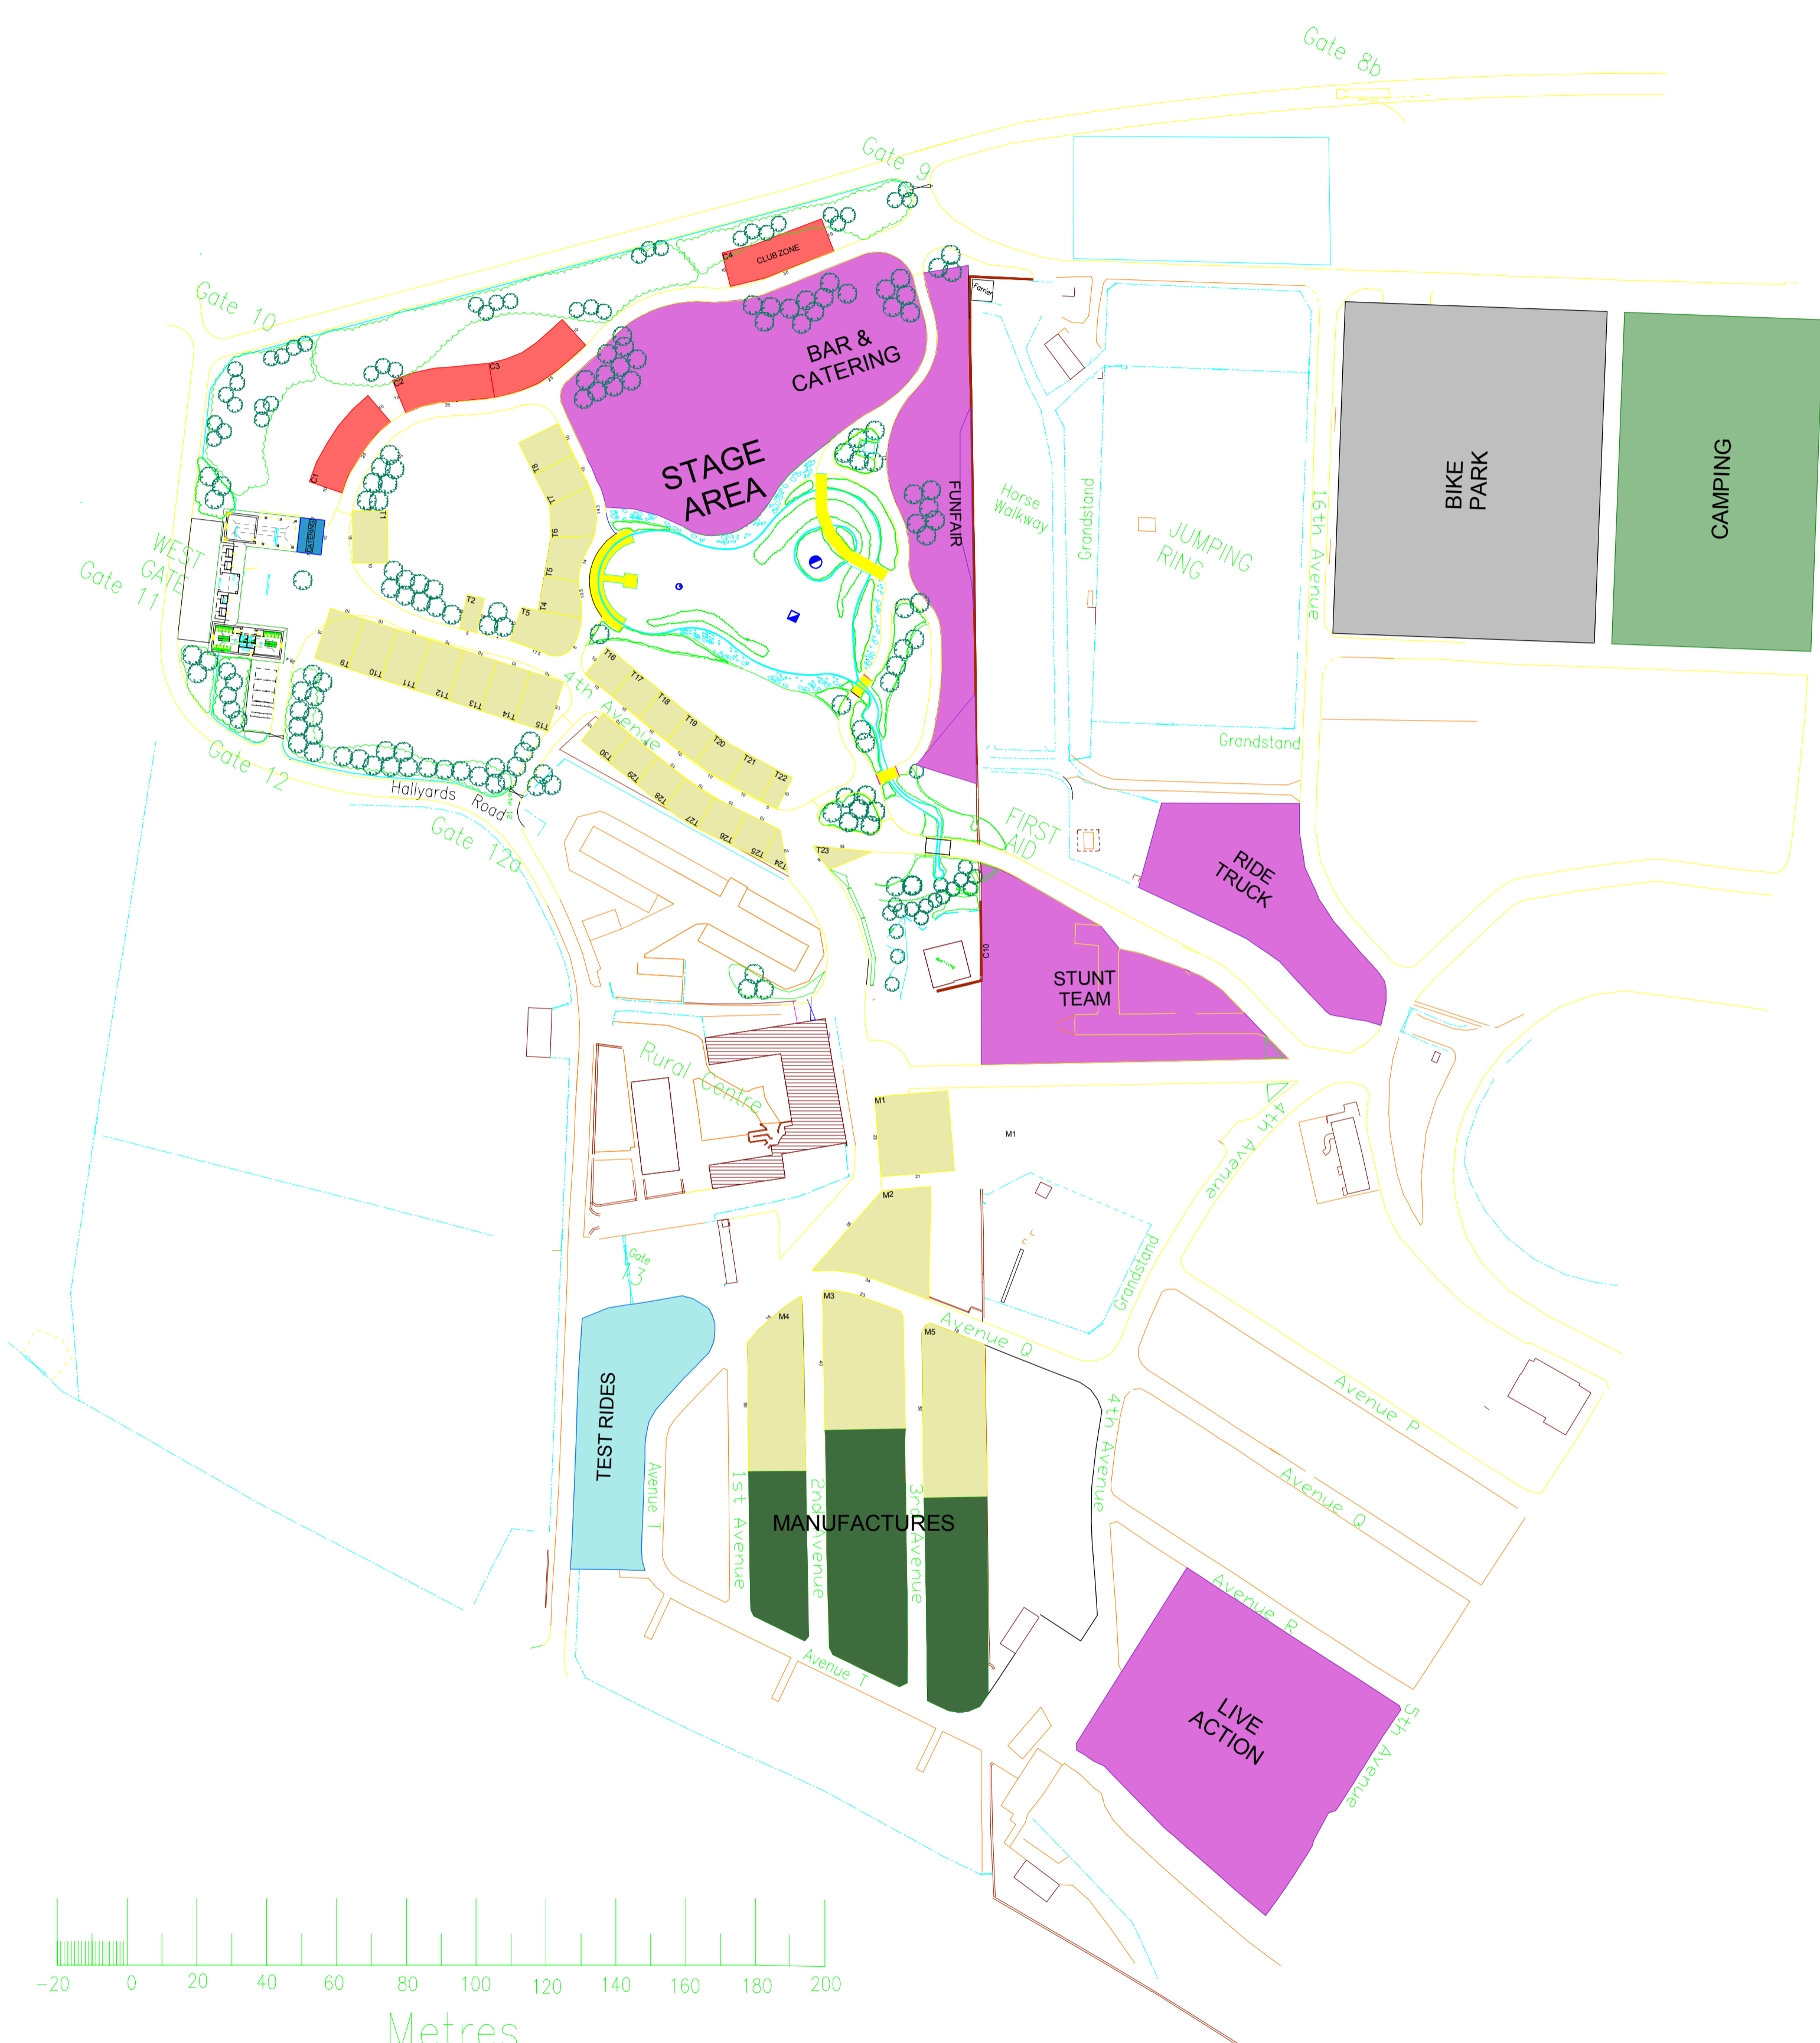 Gate 8b
Gate 9
Gate 10
C4
CLUB ZONE
Farrier
BAR &
CATERING
STAGE
AREA
C2
C3
C1
T8
T7
T6
T5
T4
T1
T2
T5
CATERING
WEST
GATE
Gate 11
FUNFAIR
Horse
Walkway
Grandstand
JUMPING
RING
Grandstand
16th Avenue
BIKE
PARK
CAMPING
T9
T10
T11
T12
T13
T14
T15
T16
T17
T18
T19
T20
T21
T22
4th
Avenue
T30
T29
T28
T27
T26
T25
T24
T23
Gate 12
Hallyards Road
Gate 12a
FIRST
AID
RIDE
TRUCK
C10
STUNT
TEAM
Rural Centre
M1
M1
M2
4th Avenue
Grandstand
Gate
13
TEST RIDES
M4
M3
M5
Avenue Q
Avenue T
1st Avenue
2nd Avenue
3rd Avenue
4th Avenue
MANUFACTURES
Avenue P
Avenue Q
Avenue R
Avenue T
LIVE
ACTION
5th Avenue
-20 0 20 40 60 80 100 120 140 160 180 200
Metres